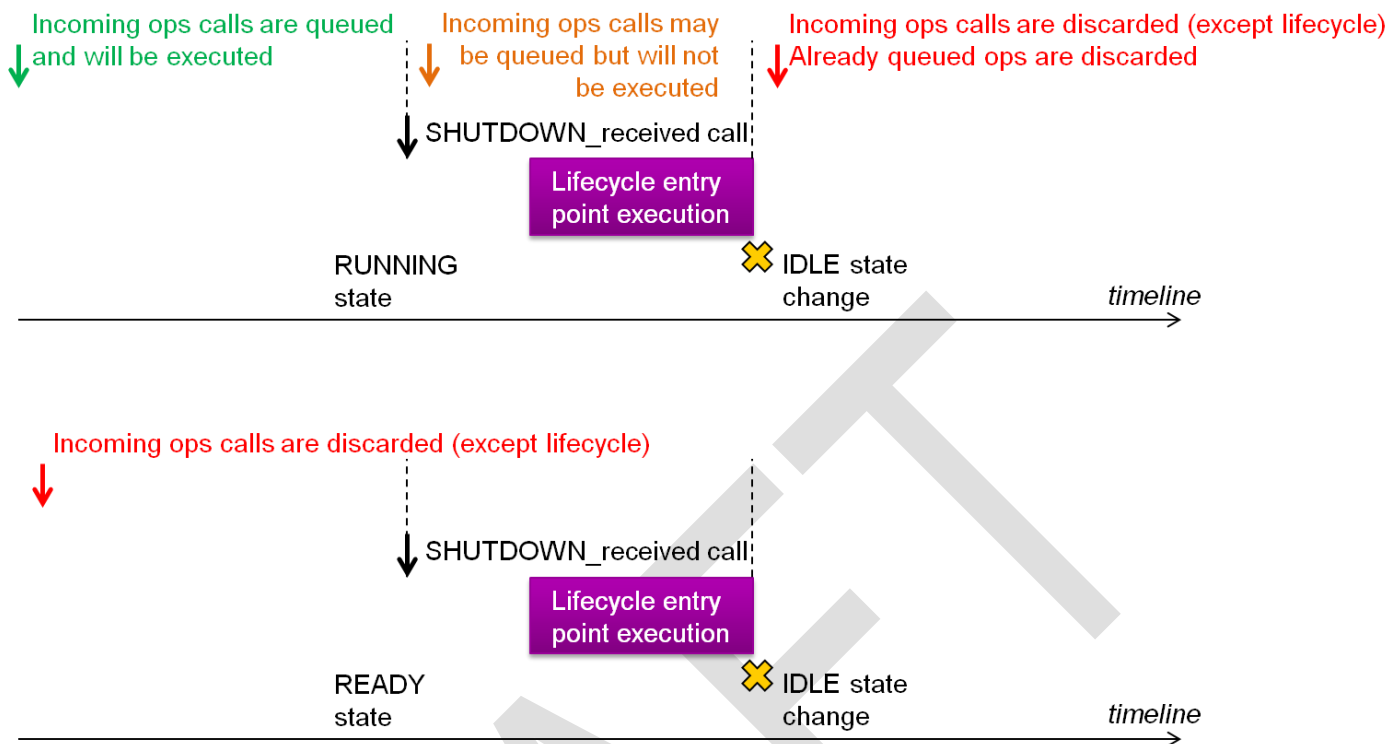 Incoming ops calls are queued
and will be executed
Incoming ops calls may
be queued but will not
be executed
Incoming ops calls are discarded (except lifecycle)
Already queued ops are discarded
SHUTDOWN_received call
Lifecycle entry
point execution
RUNNING
state
IDLE state
change
timeline
Incoming ops calls are discarded (except lifecycle)
SHUTDOWN_received call
Lifecycle entry
point execution
READY
state
IDLE state
change
timeline